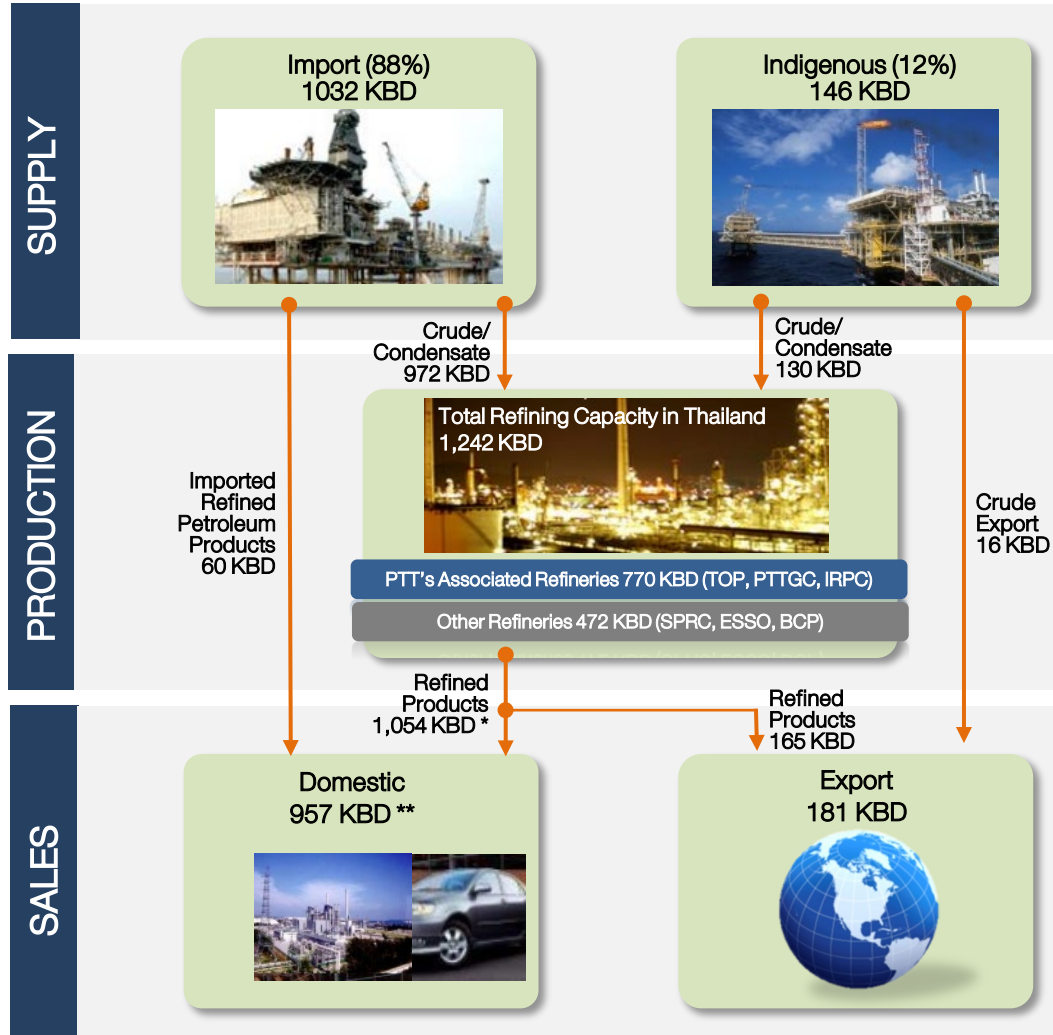 SUPPLY
Import (88%)
1032 KBD
Indigenous (12%)
146 KBD
Crude/
Condensate
972 KBD
Crude/
Condensate
130 KBD
PRODUCTION
Total Refining Capacity in Thailand
1,242 KBD
Imported
Refined
Petroleum
Products
60 KBD
Crude
Export
16 KBD
PTT's Associated Refineries 770 KBD (TOP, PTTGC, IRPC)
Other Refineries 472 KBD (SPRC, ESSO, BCP)
Refined
Products
1,054 KBD *
Refined
Products
165 KBD
SALES
Domestic
957 KBD **
Export
181 KBD